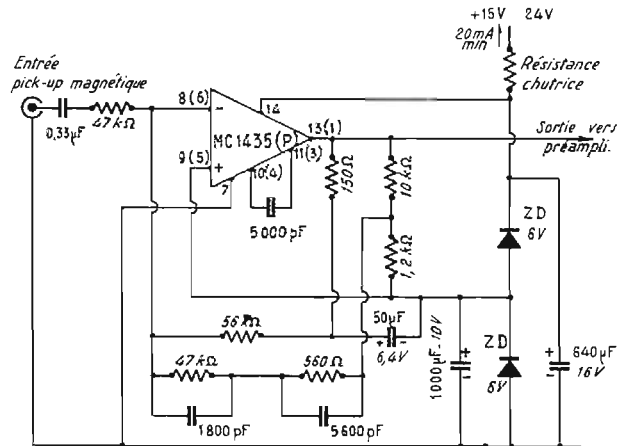 +15V 24V
20mA
min
Entrée
pick-up magnétique
Résistance
chutrice
0,33µF
47kΩ
8(6)
-
14
MC1435(P)
13(1)
11(3)
10(4)
9(5)
+
7
Sortie vers
préampli.
5000pF
150Ω
10kΩ
1,2kΩ
ZD
6V
56kΩ
50µF
+ -
6,4V
47kΩ
560Ω
1800pF
5600pF
1000µF-10V
+
-
ZD
6V
+
-
640µF
16V